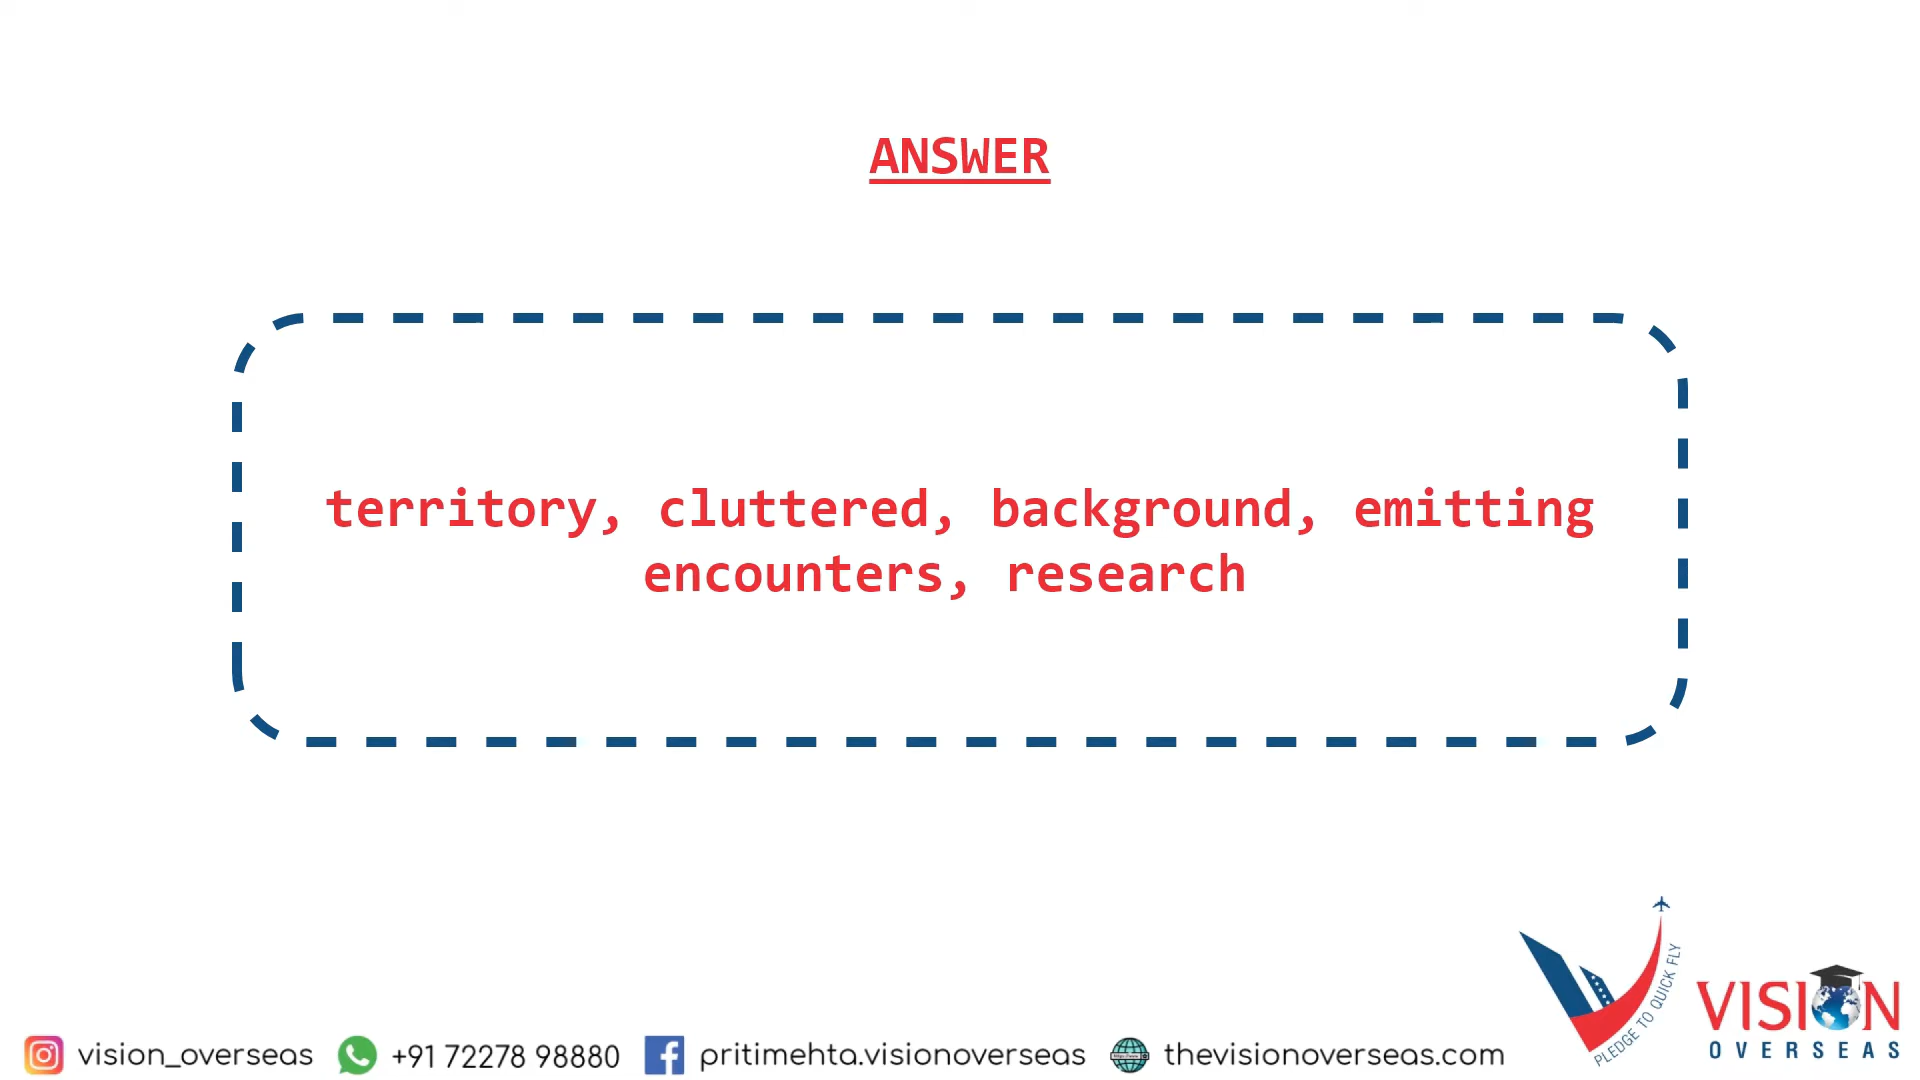 ANSWER
territory, cluttered, background, emitting
encounters, research
PLEDGE TO QUICK FLY
VISION
OVERSEAS
vision_overseas
+91 72278 98880
pritimehta.visionoverseas
thevisionoverseas.com